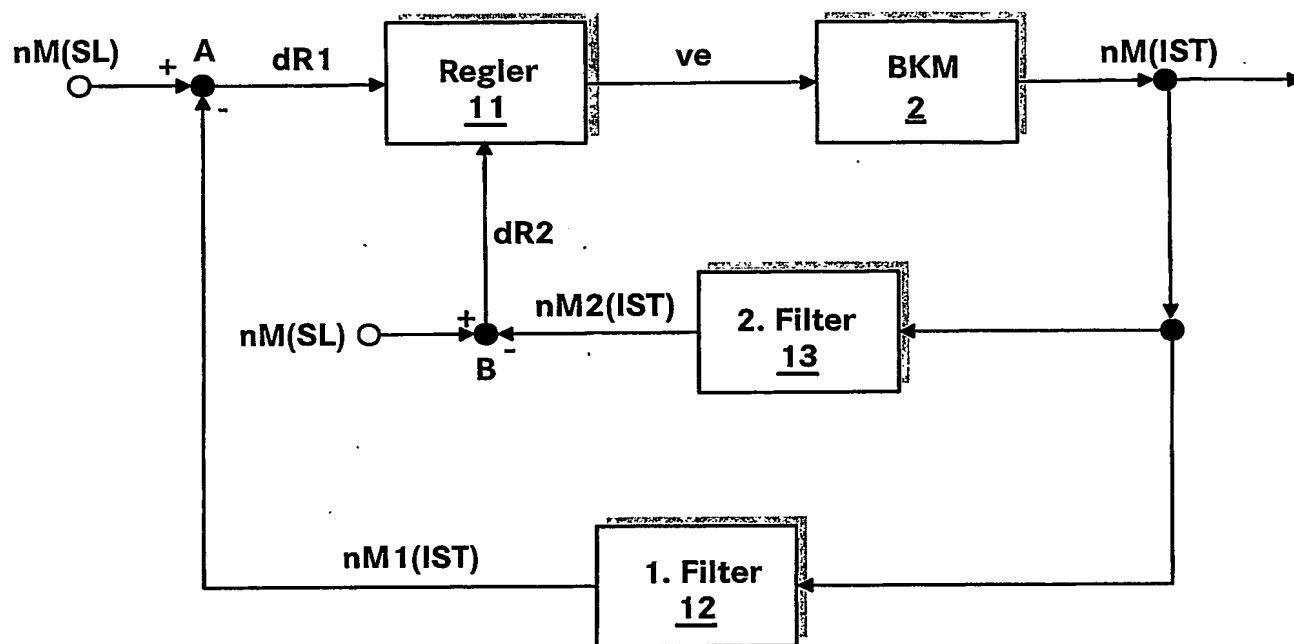 nM(SL)
+
A
-
dR1
Regler
11
ve
BKM
2
nM(IST)
dR2
nM(SL)
+
B
-
nM2(IST)
2. Filter
13
nM1(IST)
1. Filter
12